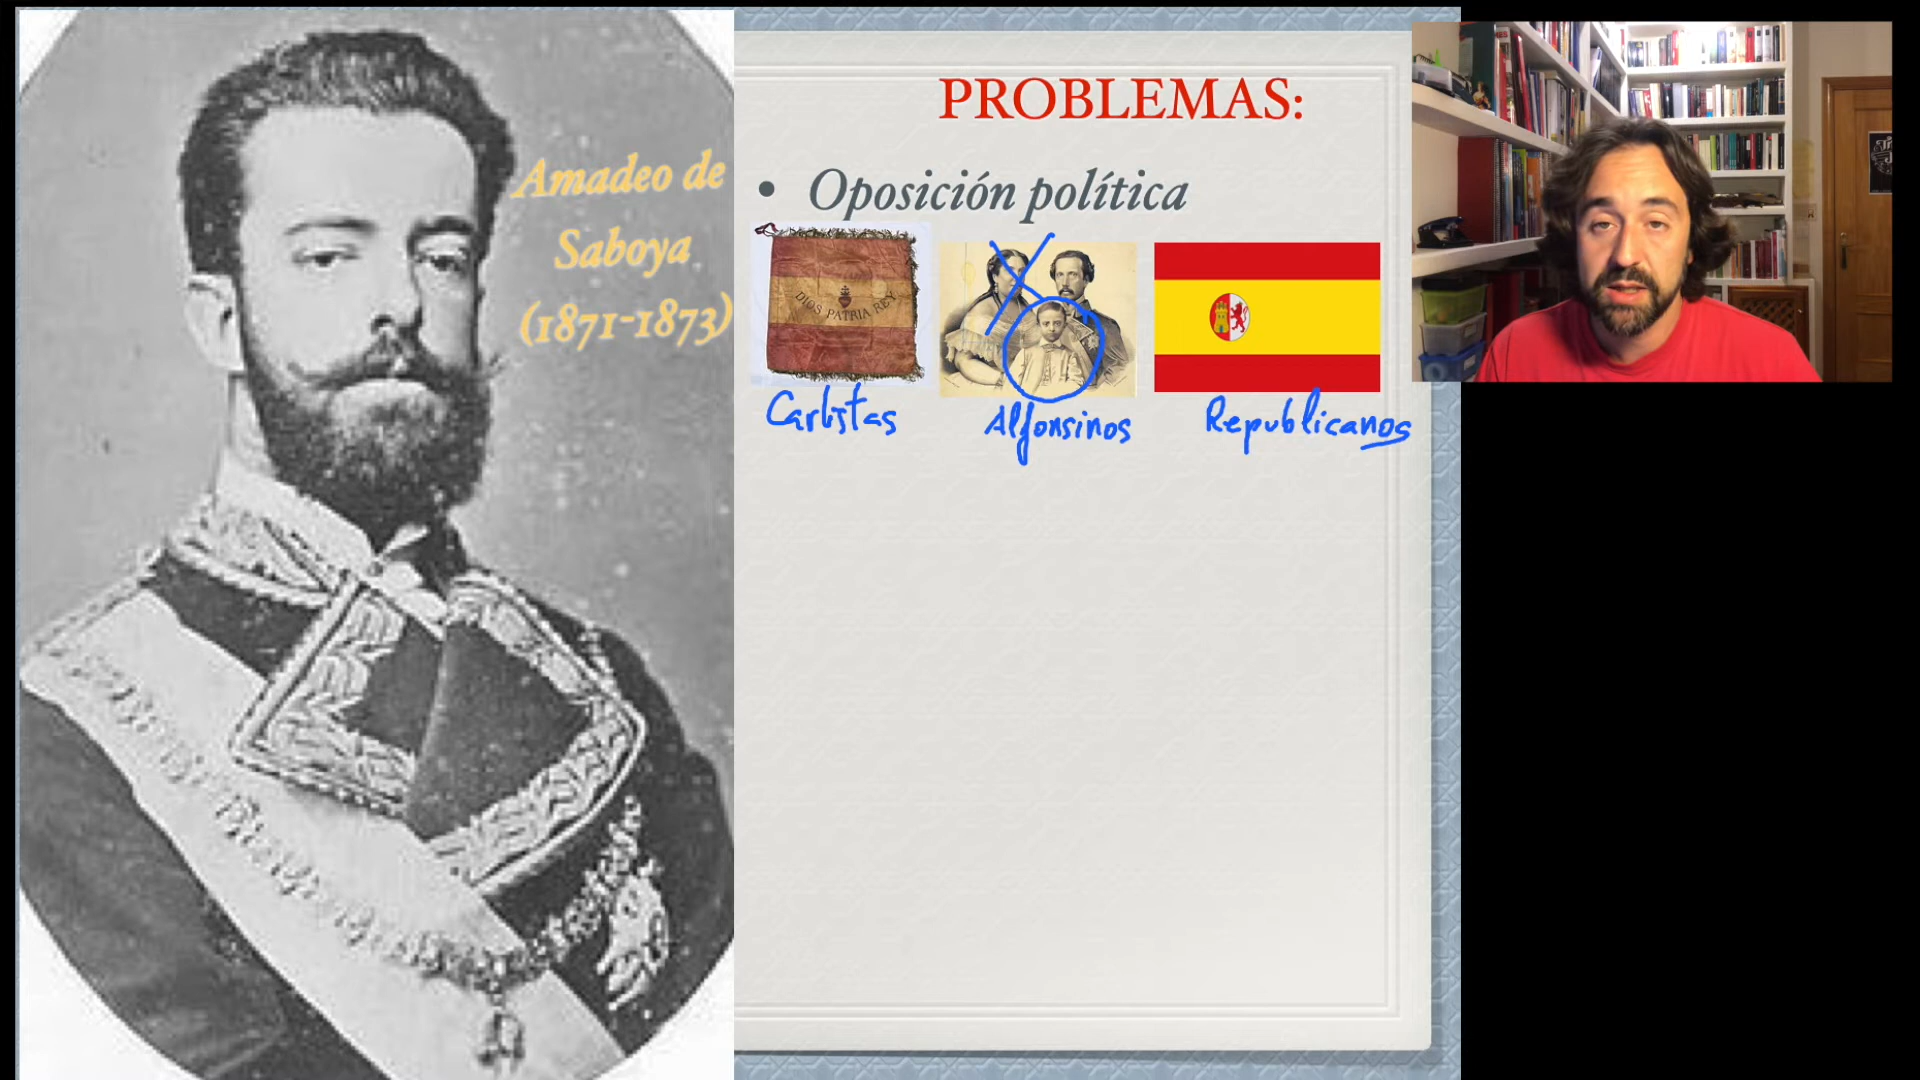 Amadeo de
Saboya
(1871-1873)
PROBLEMAS:
• Oposición política
DIOS PATRIA REY
Carlistas
Alfonsinos
Republicanos